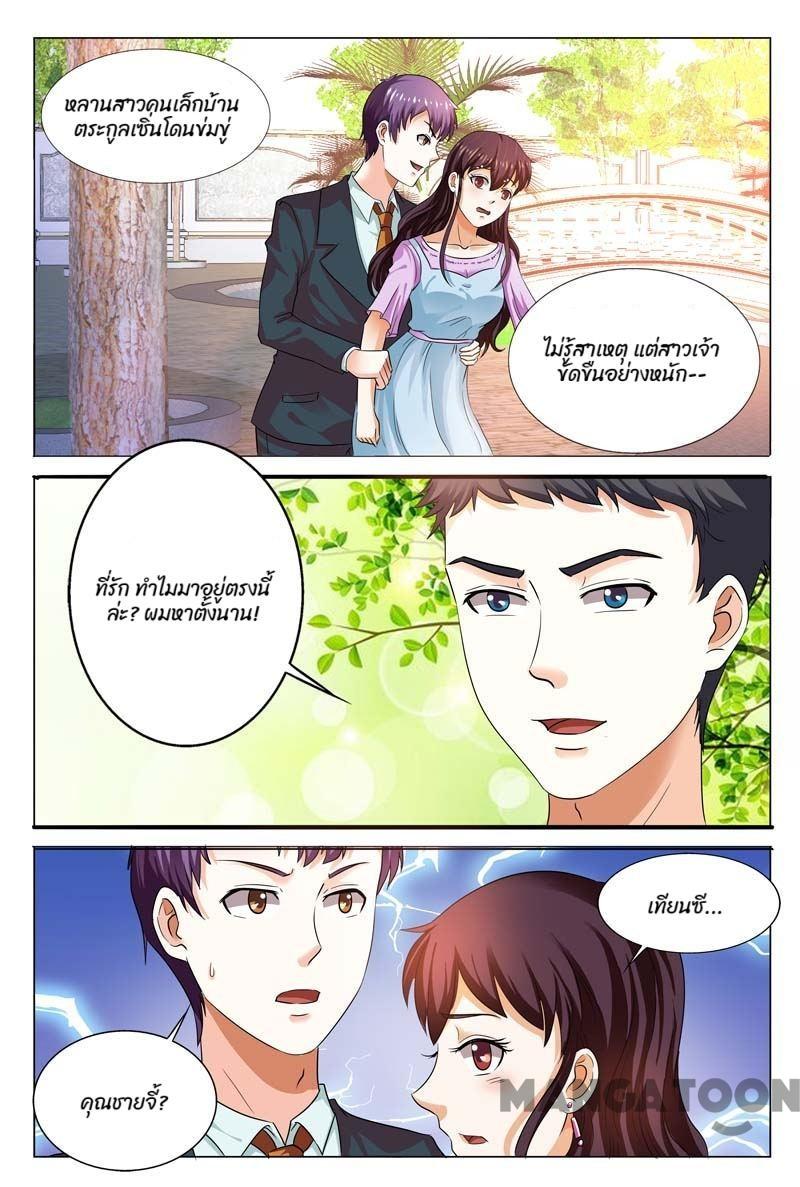 หลานสาวคนเล็กบ้าน
ตระกูลเซิ่นโดนข่มขู่
ไม่รู้สาเหตุ แต่สาวเจ้า
ขัดขืนอย่างหนัก--
ที่รัก ทำไมมาอยู่ตรงนี้
ล่ะ? ผมหาตั้งนาน!
เทียนซี...
คุณชายจี้?
MANGATOON